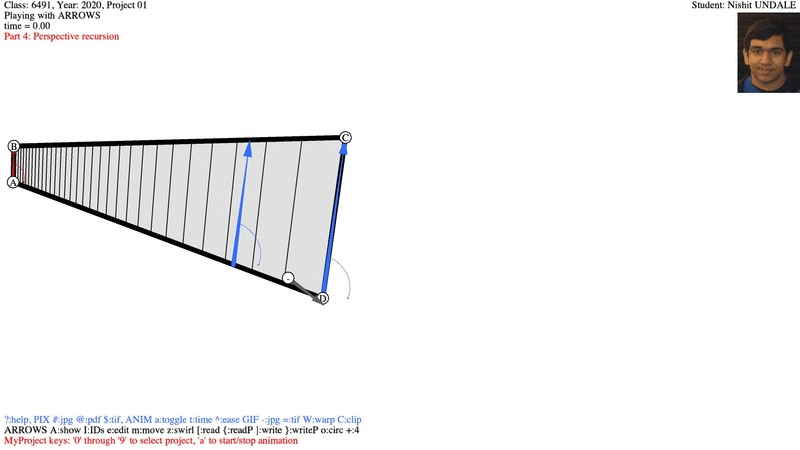 Class: 6491, Year: 2020, Project 01
Student: Nishit UNDALE
Playing with ARROWS
time = 0.00
Part 4: Perspective recursion
B
C
A
-
D
?:help, PIX #:jpg @:pdf $:tif, ANIM a:toggle t:time ^:ease GIF -:jpg =:tif W:warp C:clip
ARROWS A:show I:IDs e:edit m:move z:swirl [:read {:readP ]:write }:writeP o:circ +:4
MyProject keys: '0' through '9' to select project, 'a' to start/stop animation